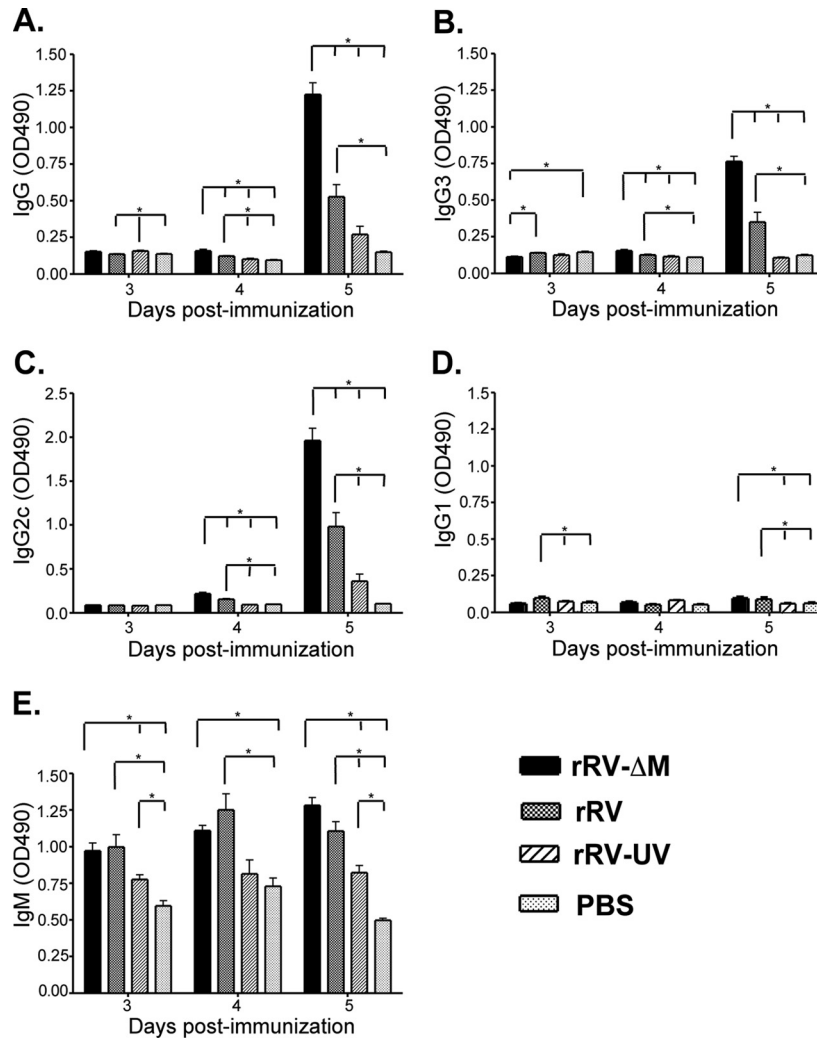 A.
IgG (OD490)
1.50
1.25
1.00
0.75
0.50
0.25
0.00
* * * * *
3 4 5
Days post-immunization
B.
IgG3 (OD490)
1.50
1.25
1.00
0.75
0.50
0.25
0.00
* * * * * *
3 4 5
Days post-immunization
C.
IgG2c (OD490)
2.5
2.0
1.5
1.0
0.5
0.0
* * * *
3 4 5
Days post-immunization
D.
IgG1 (OD490)
1.5
1.25
1.0
0.75
0.5
0.25
0.0
* * *
3 4 5
Days post-immunization
E.
IgM (OD490)
1.50
1.25
1.00
0.75
0.50
0.25
0.00
* * * * * * * *
3 4 5
Days post-immunization
rRV-ΔM
rRV
rRV-UV
PBS